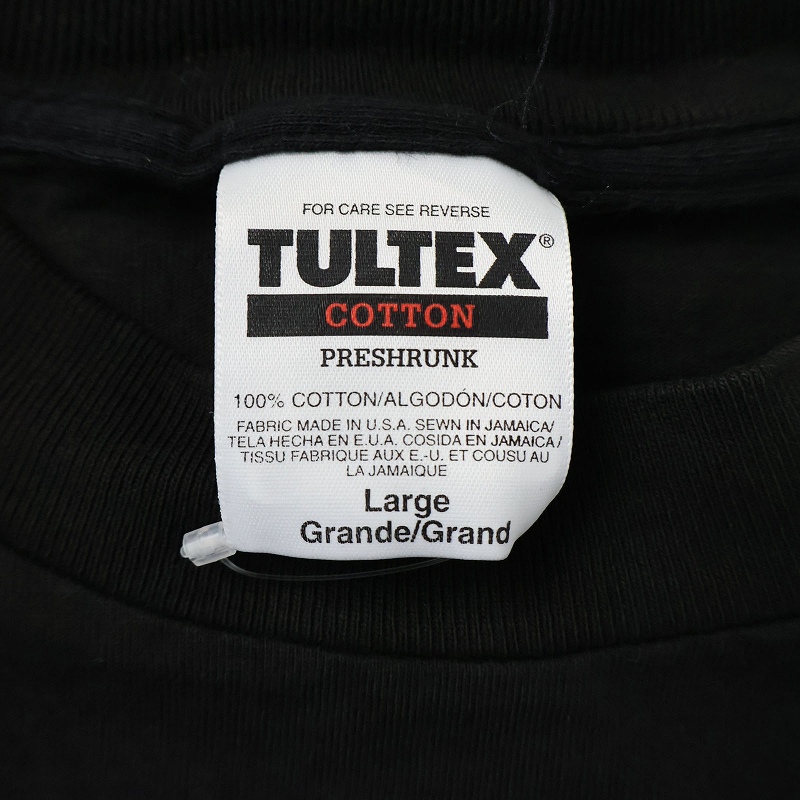 FOR CARE SEE REVERSE
TULTEX®
COTTON
PRESHRUNK
100% COTTON/ALGODÓN/COTON
FABRIC MADE IN U.S.A. SEWN IN JAMAICA/
TELA HECHA EN E.U.A. COSIDA EN JAMAICA/
TISSU FABRIQUE AUX E.-U. ET COUSU AU
LA JAMAIQUE
Large
Grande/Grand